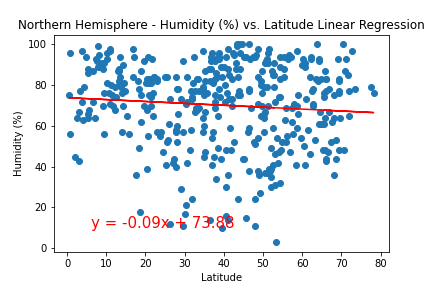 Northern Hemisphere - Humidity (%) vs. Latitude Linear Regression
100
80
60
40
20
0
Humidity (%)
y = -0.09x + 73.88
0 10 20 30 40 50 60 70 80
Latitude